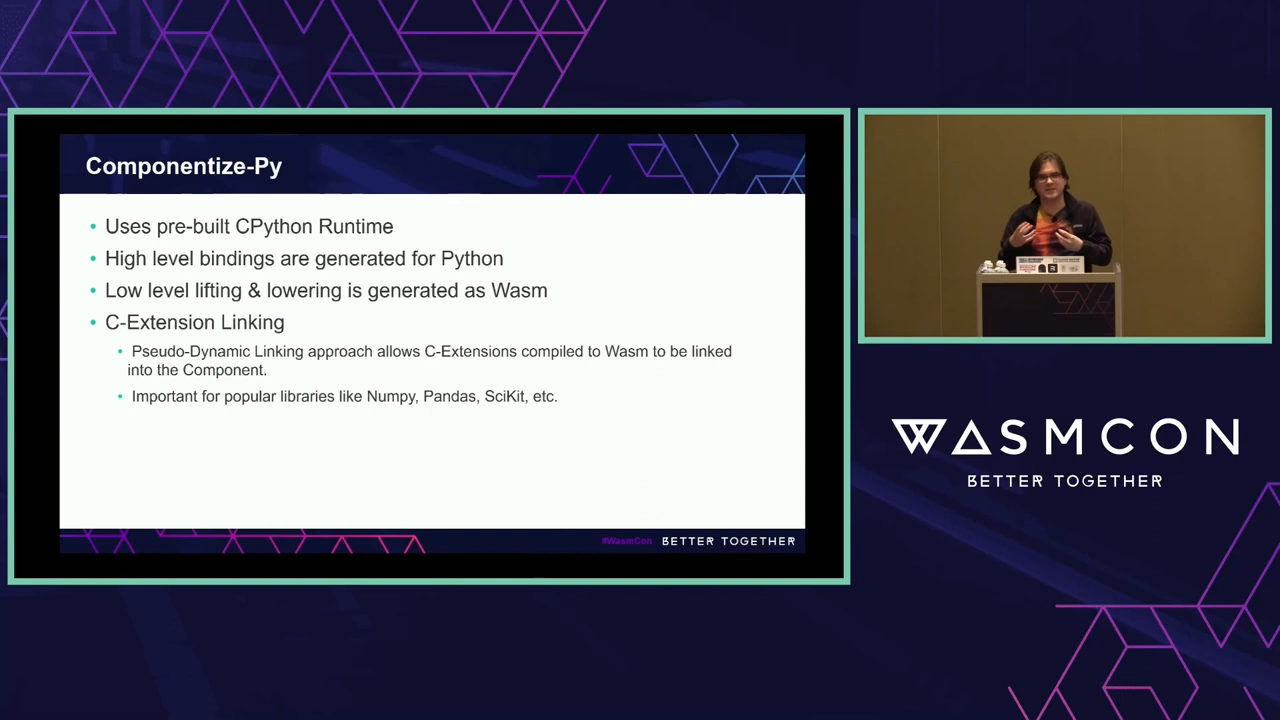 Componentize-Py
• Uses pre-built CPython Runtime
• High level bindings are generated for Python
• Low level lifting & lowering is generated as Wasm
• C-Extension Linking
• Pseudo-Dynamic Linking approach allows C-Extensions compiled to Wasm to be linked
into the Component.
• Important for popular libraries like Numpy, Pandas, SciKit, etc.
#WasmCon BETTER TOGETHER
WASMCON
BETTER TOGETHER